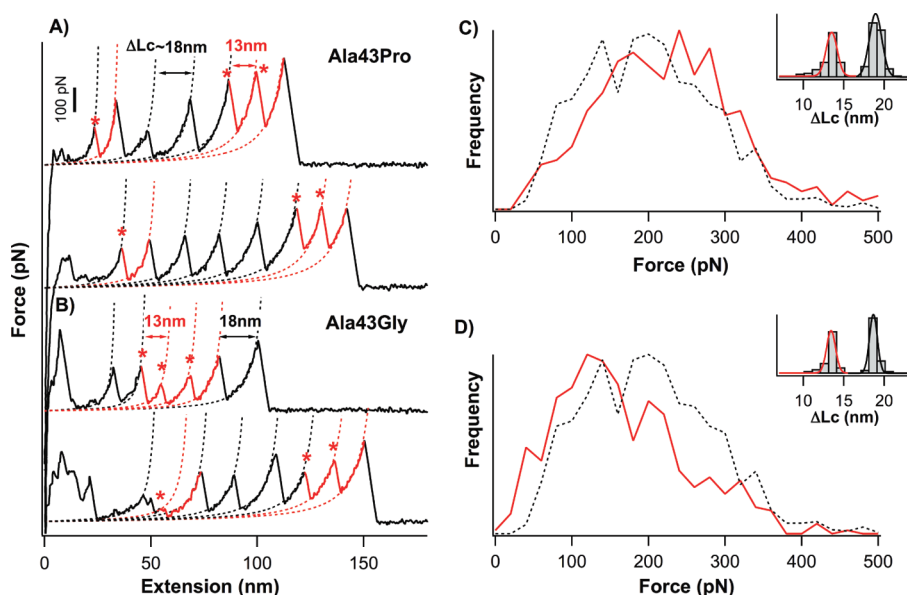 A)
ΔLc~18nm
13nm
Ala43Pro
* * *
100 pN
* * *
Force (pN)
B)
13nm
18nm
Ala43Gly
* * *
* * *
0 50 100 150
Extension (nm)
C)
Frequency
0 100 200 300 400 500
Force (pN)
10 15 20
ΔLc (nm)
D)
Frequency
0 100 200 300 400 500
Force (pN)
10 15 20
ΔLc (nm)